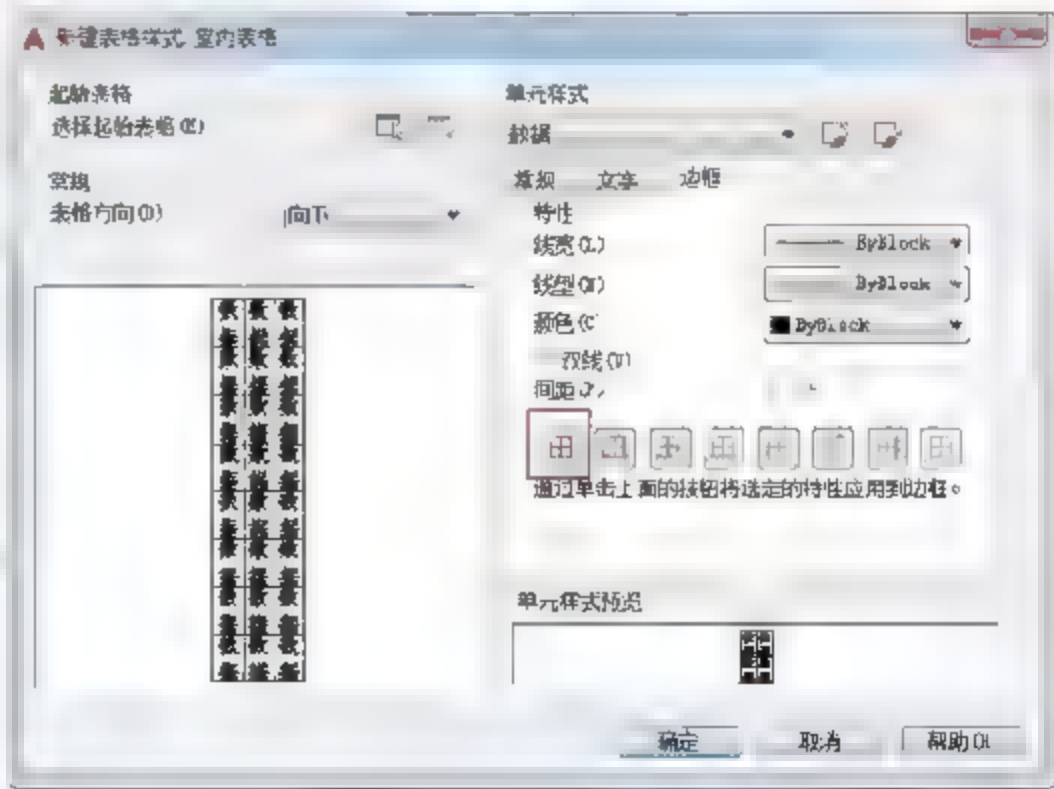 新建表格样式: 室内表格
起始表格
选择起始表格(E)
常规
表格方向(D)
向下
单元样式
数据
常规 文字 边框
特性
线宽(L)
ByBlock
线型(N)
ByBlock
颜色(C
ByBlock
双线(U)
间距(P)
通过单击上面的按钮将选定的特性应用到边框。
单元样式预览
确定
取消
帮助(H